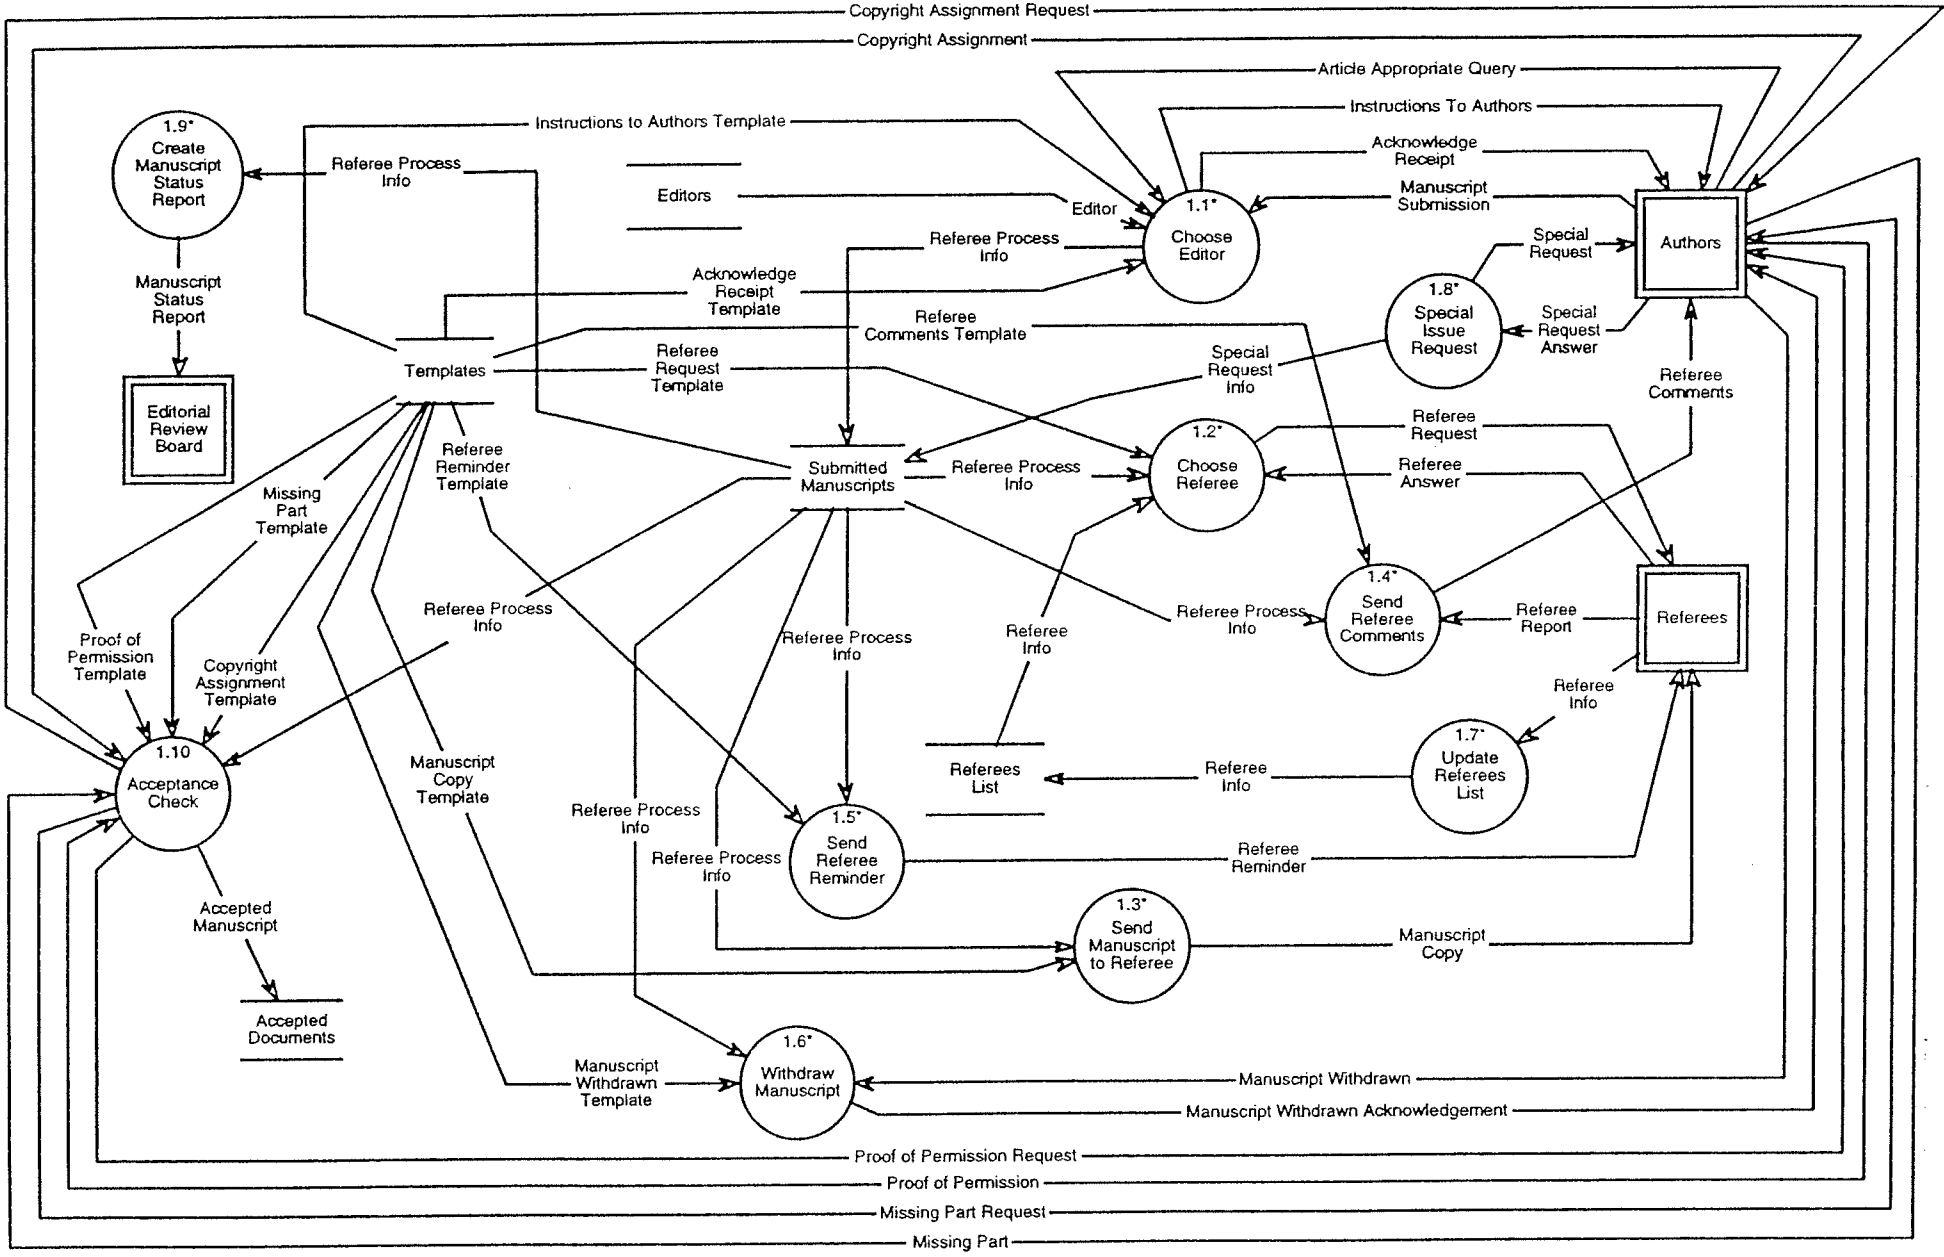 Copyright Assignment Request
Copyright Assignment
Article Appropriate Query
Instructions To Authors
Instructions to Authors Template
1.9*
Create
Manuscript
Status
Report
Referee Process
Info
Editors
Editor
Acknowledge
Receipt
Manuscript
Submission
1.1*
Choose
Editor
Authors
Referee Process
Info
Special
Request
Manuscript
Status
Report
Acknowledge
Receipt
Template
1.8*
Special
Issue
Request
Special
Request
Answer
Referee
Comments Template
Templates
Referee
Request
Template
Special
Request
Info
Referee
Comments
Editorial
Review
Board
Referee
Reminder
Template
Missing
Part
Template
Submitted
Manuscripts
Referee Process
Info
1.2*
Choose
Referee
Referee
Request
Referee
Answer
1.4*
Send
Referee
Comments
Referee Process
Info
Referee Process
Info
Referee
Info
Referee Process
Info
Referee
Report
Referees
Proof of
Permission
Template
Copyright
Assignment
Template
Referee
Info
1.10
Acceptance
Check
Manuscript
Copy
Template
Referees
List
Referee
Info
1.7*
Update
Referees
List
Referee Process
Info
Referee Process
Info
1.5*
Send
Referee
Reminder
Referee
Reminder
Accepted
Manuscript
1.3*
Send
Manuscript
to Referee
Manuscript
Copy
Accepted
Documents
Manuscript
Withdrawn
Template
1.6*
Withdraw
Manuscript
Manuscript Withdrawn
Manuscript Withdrawn Acknowledgement
Proof of Permission Request
Proof of Permission
Missing Part Request
Missing Part